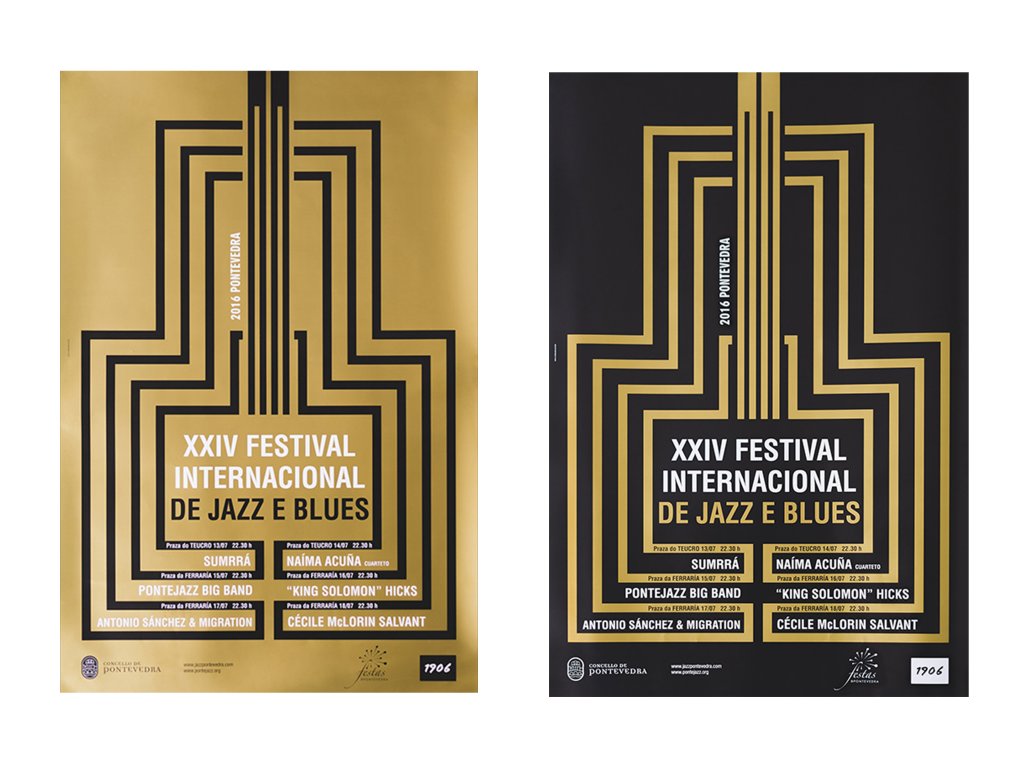 2016 PONTEVEDRA
XXIV FESTIVAL
INTERNACIONAL
DE JAZZ E BLUES
Praza do TEUCRO 13/07 22.30 h
SUMRRÁ
Praza da FERRARÍA 15/07 22.30 h
PONTEJAZZ BIG BAND
Praza da FERRARÍA 17/07 22.30 h
ANTONIO SÁNCHEZ & MIGRATION
Praza do TEUCRO 14/07 22.30 h
NAÍMA ACUÑA CUARTETO
Praza da FERRARÍA 16/07 22.30 h
“KING SOLOMON” HICKS
Praza da FERRARÍA 18/07 22.30 h
CÉCILE McLORIN SALVANT
CONCELLO DE
PONTEVEDRA
www.jazzpontevedra.com
www.pontejazz.org
festas
PONTEVEDRA
1906
2016 PONTEVEDRA
XXIV FESTIVAL
INTERNACIONAL
DE JAZZ E BLUES
Praza do TEUCRO 13/07 22.30 h
SUMRRÁ
Praza da FERRARÍA 15/07 22.30 h
PONTEJAZZ BIG BAND
Praza da FERRARÍA 17/07 22.30 h
ANTONIO SÁNCHEZ & MIGRATION
Praza do TEUCRO 14/07 22.30 h
NAÍMA ACUÑA CUARTETO
Praza da FERRARÍA 16/07 22.30 h
“KING SOLOMON” HICKS
Praza da FERRARÍA 18/07 22.30 h
CÉCILE McLORIN SALVANT
CONCELLO DE
PONTEVEDRA
www.jazzpontevedra.com
www.pontejazz.org
festas
PONTEVEDRA
1906